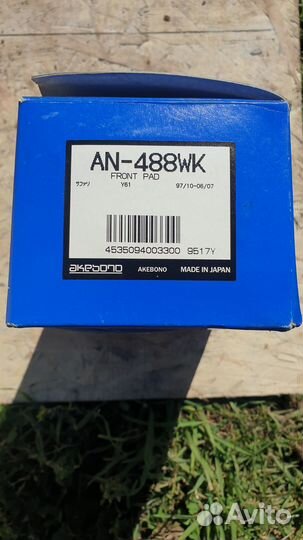 AN-488WK
FRONT PAD
サファリ Y61 97/10-06/07
4535094003300 9517Y
akebono AKEBONO MADE IN JAPAN
Avito